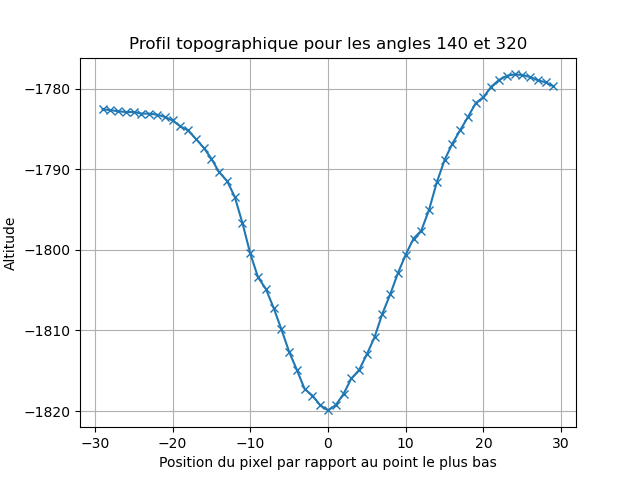 Profil topographique pour les angles 140 et 320
−1780
−1790
−1800
−1810
−1820
Altitude
−30 −20 −10 0 10 20 30
Position du pixel par rapport au point le plus bas